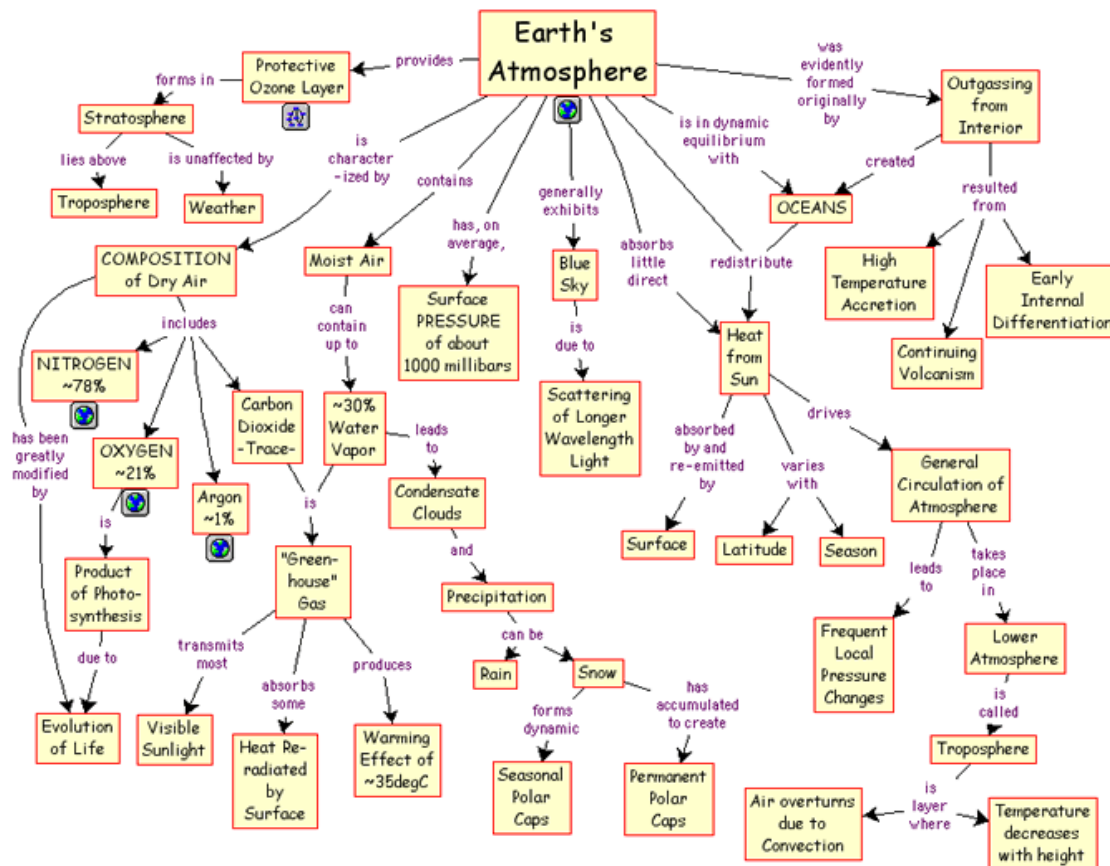 Earth's
Atmosphere
provides
Protective
Ozone Layer
forms in
Stratosphere
lies above
Troposphere
is unaffected by
Weather
was
evidently
formed
originally
by
Outgassing
from
Interior
is in dynamic
equilibrium
with
created
OCEANS
resulted
from
High
Temperature
Accretion
Continuing
Volcanism
Early
Internal
Differentiation
is
character
-ized by
COMPOSITION
of Dry Air
includes
NITROGEN
~78%
OXYGEN
~21%
Argon
~1%
Carbon
Dioxide
-Trace-
has been
greatly
modified
by
is
Product
of Photo-
synthesis
due to
Evolution
of Life
contains
Moist Air
can
contain
up to
~30%
Water
Vapor
is
"Green-
house"
Gas
transmits
most
Visible
Sunlight
absorbs
some
Heat Re-
radiated
by
Surface
produces
Warming
Effect of
~35degC
leads
to
Condensate
Clouds
and
Precipitation
can be
Rain
Snow
forms
dynamic
Seasonal
Polar
Caps
has
accumulated
to create
Permanent
Polar
Caps
has, on
average,
Surface
PRESSURE
of about
1000 millibars
generally
exhibits
Blue
Sky
is
due to
Scattering
of Longer
Wavelength
Light
absorbs
little
direct
redistribute
Heat
from
Sun
absorbed
by and
re-emitted
by
Surface
varies
with
Latitude
Season
drives
General
Circulation of
Atmosphere
leads
to
Frequent
Local
Pressure
Changes
takes
place
in
Lower
Atmosphere
is
called
Troposphere
is
layer
where
Air overturns
due to
Convection
Temperature
decreases
with height